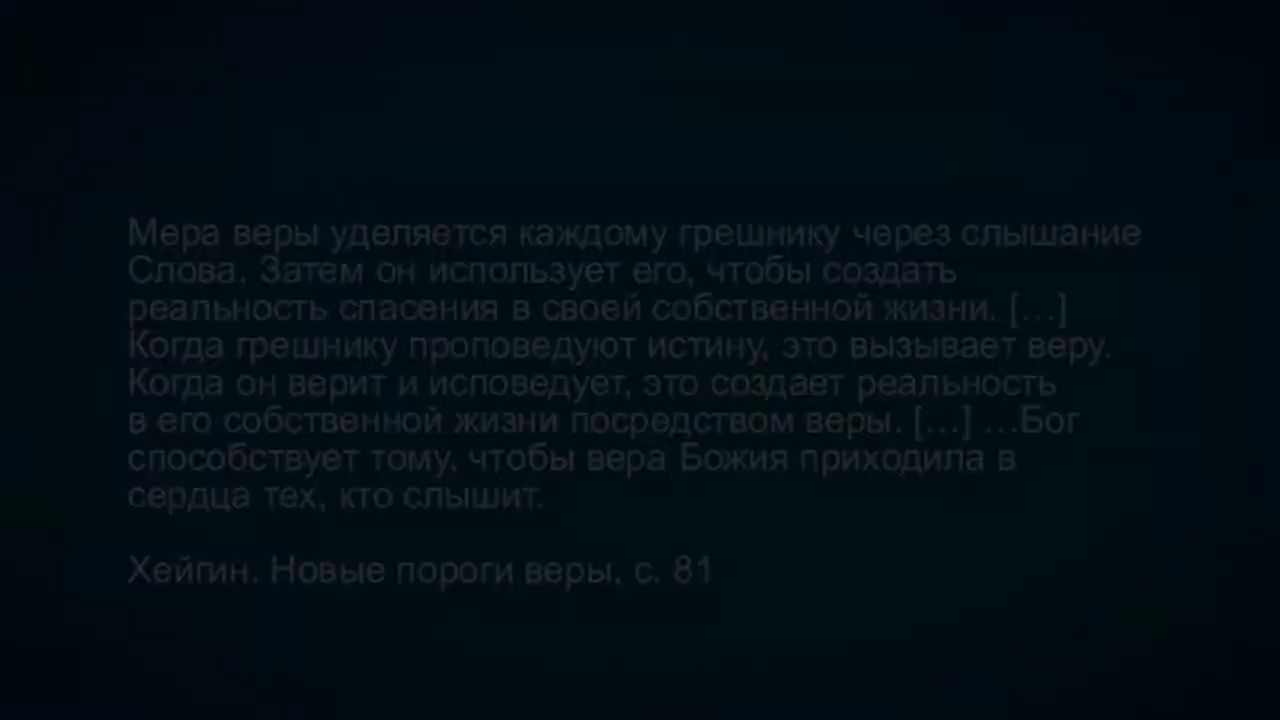 Мера веры уделяется каждому грешнику через слышание
Слова. Затем он использует его, чтобы создать
реальность спасения в своей собственной жизни. […]
Когда грешнику проповедуют истину, это вызывает веру.
Когда он верит и исповедует, это создает реальность
в его собственной жизни посредством веры. […] …Бог
способствует тому, чтобы вера Божия приходила в
сердца тех, кто слышит.
Хейгин. Новые пороги веры, с. 81